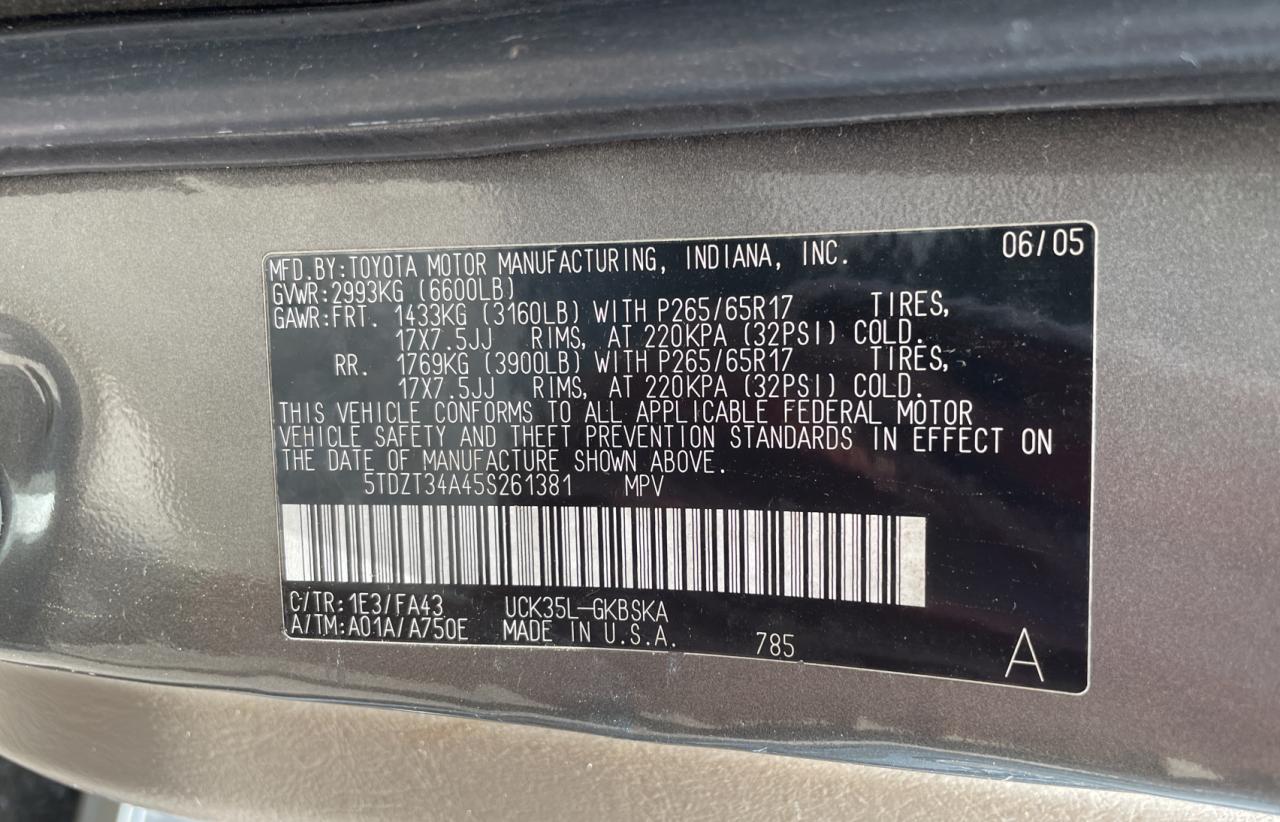 MFD.BY:TOYOTA MOTOR MANUFACTURING, INDIANA, INC. 06/05
GVWR:2993KG (6600LB)
GAWR:FRT. 1433KG (3160LB) WITH P265/65R17 TIRES,
17X7.5JJ RIMS, AT 220KPA (32PSI) COLD.
RR. 1769KG (3900LB) WITH P265/65R17 TIRES,
17X7.5JJ RIMS, AT 220KPA (32PSI) COLD.
THIS VEHICLE CONFORMS TO ALL APPLICABLE FEDERAL MOTOR
VEHICLE SAFETY AND THEFT PREVENTION STANDARDS IN EFFECT ON
THE DATE OF MANUFACTURE SHOWN ABOVE.
5TDZT34A45S261381 MPV
C/TR:1E3/FA43 UCK35L-GKBSKA
A/TM:A01A/A750E MADE IN U.S.A. 785
A